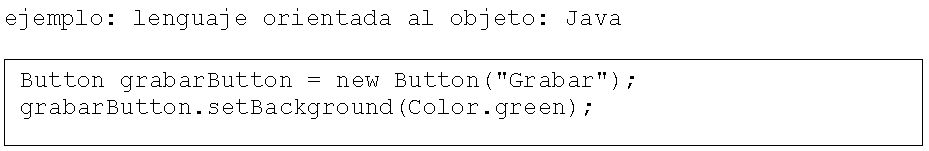 ejemplo: lenguaje orientada al objeto: Java
Button grabarButton = new Button("Grabar");
grabarButton.setBackground(Color.green);